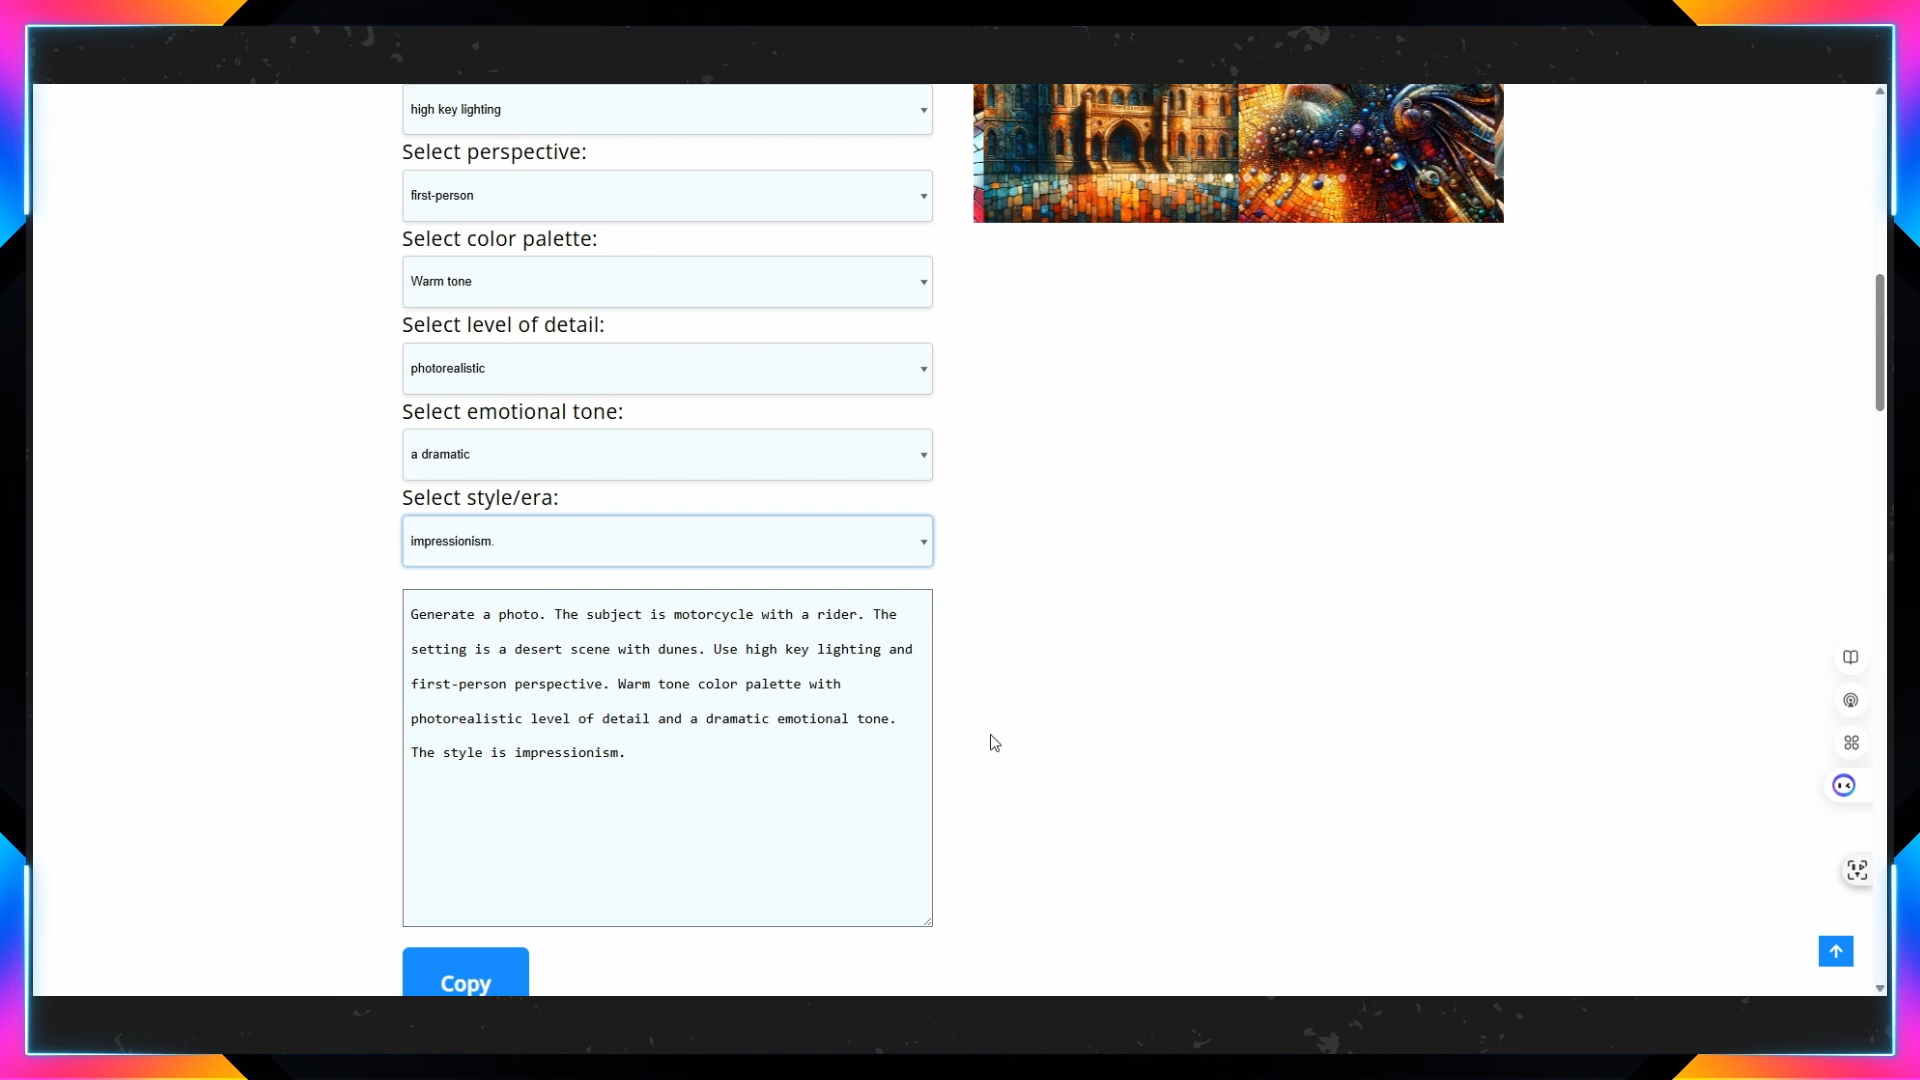 high key lighting
Select perspective:
first-person
Select color palette:
Warm tone
Select level of detail:
photorealistic
Select emotional tone:
a dramatic
Select style/era:
impressionism.
Generate a photo. The subject is motorcycle with a rider. The
setting is a desert scene with dunes. Use high key lighting and
first-person perspective. Warm tone color palette with
photorealistic level of detail and a dramatic emotional tone.
The style is impressionism.
Copy